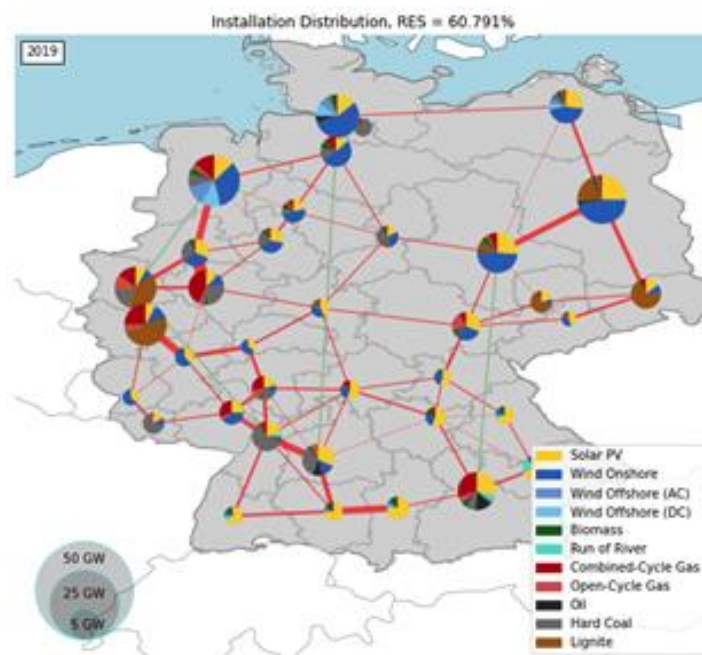 Installation Distribution, RES = 60.791%
2019
Solar PV
Wind Onshore
Wind Offshore (AC)
Wind Offshore (DC)
Biomass
Run of River
Combined-Cycle Gas
Open-Cycle Gas
Oil
Hard Coal
Lignite
50 GW
25 GW
5 GW